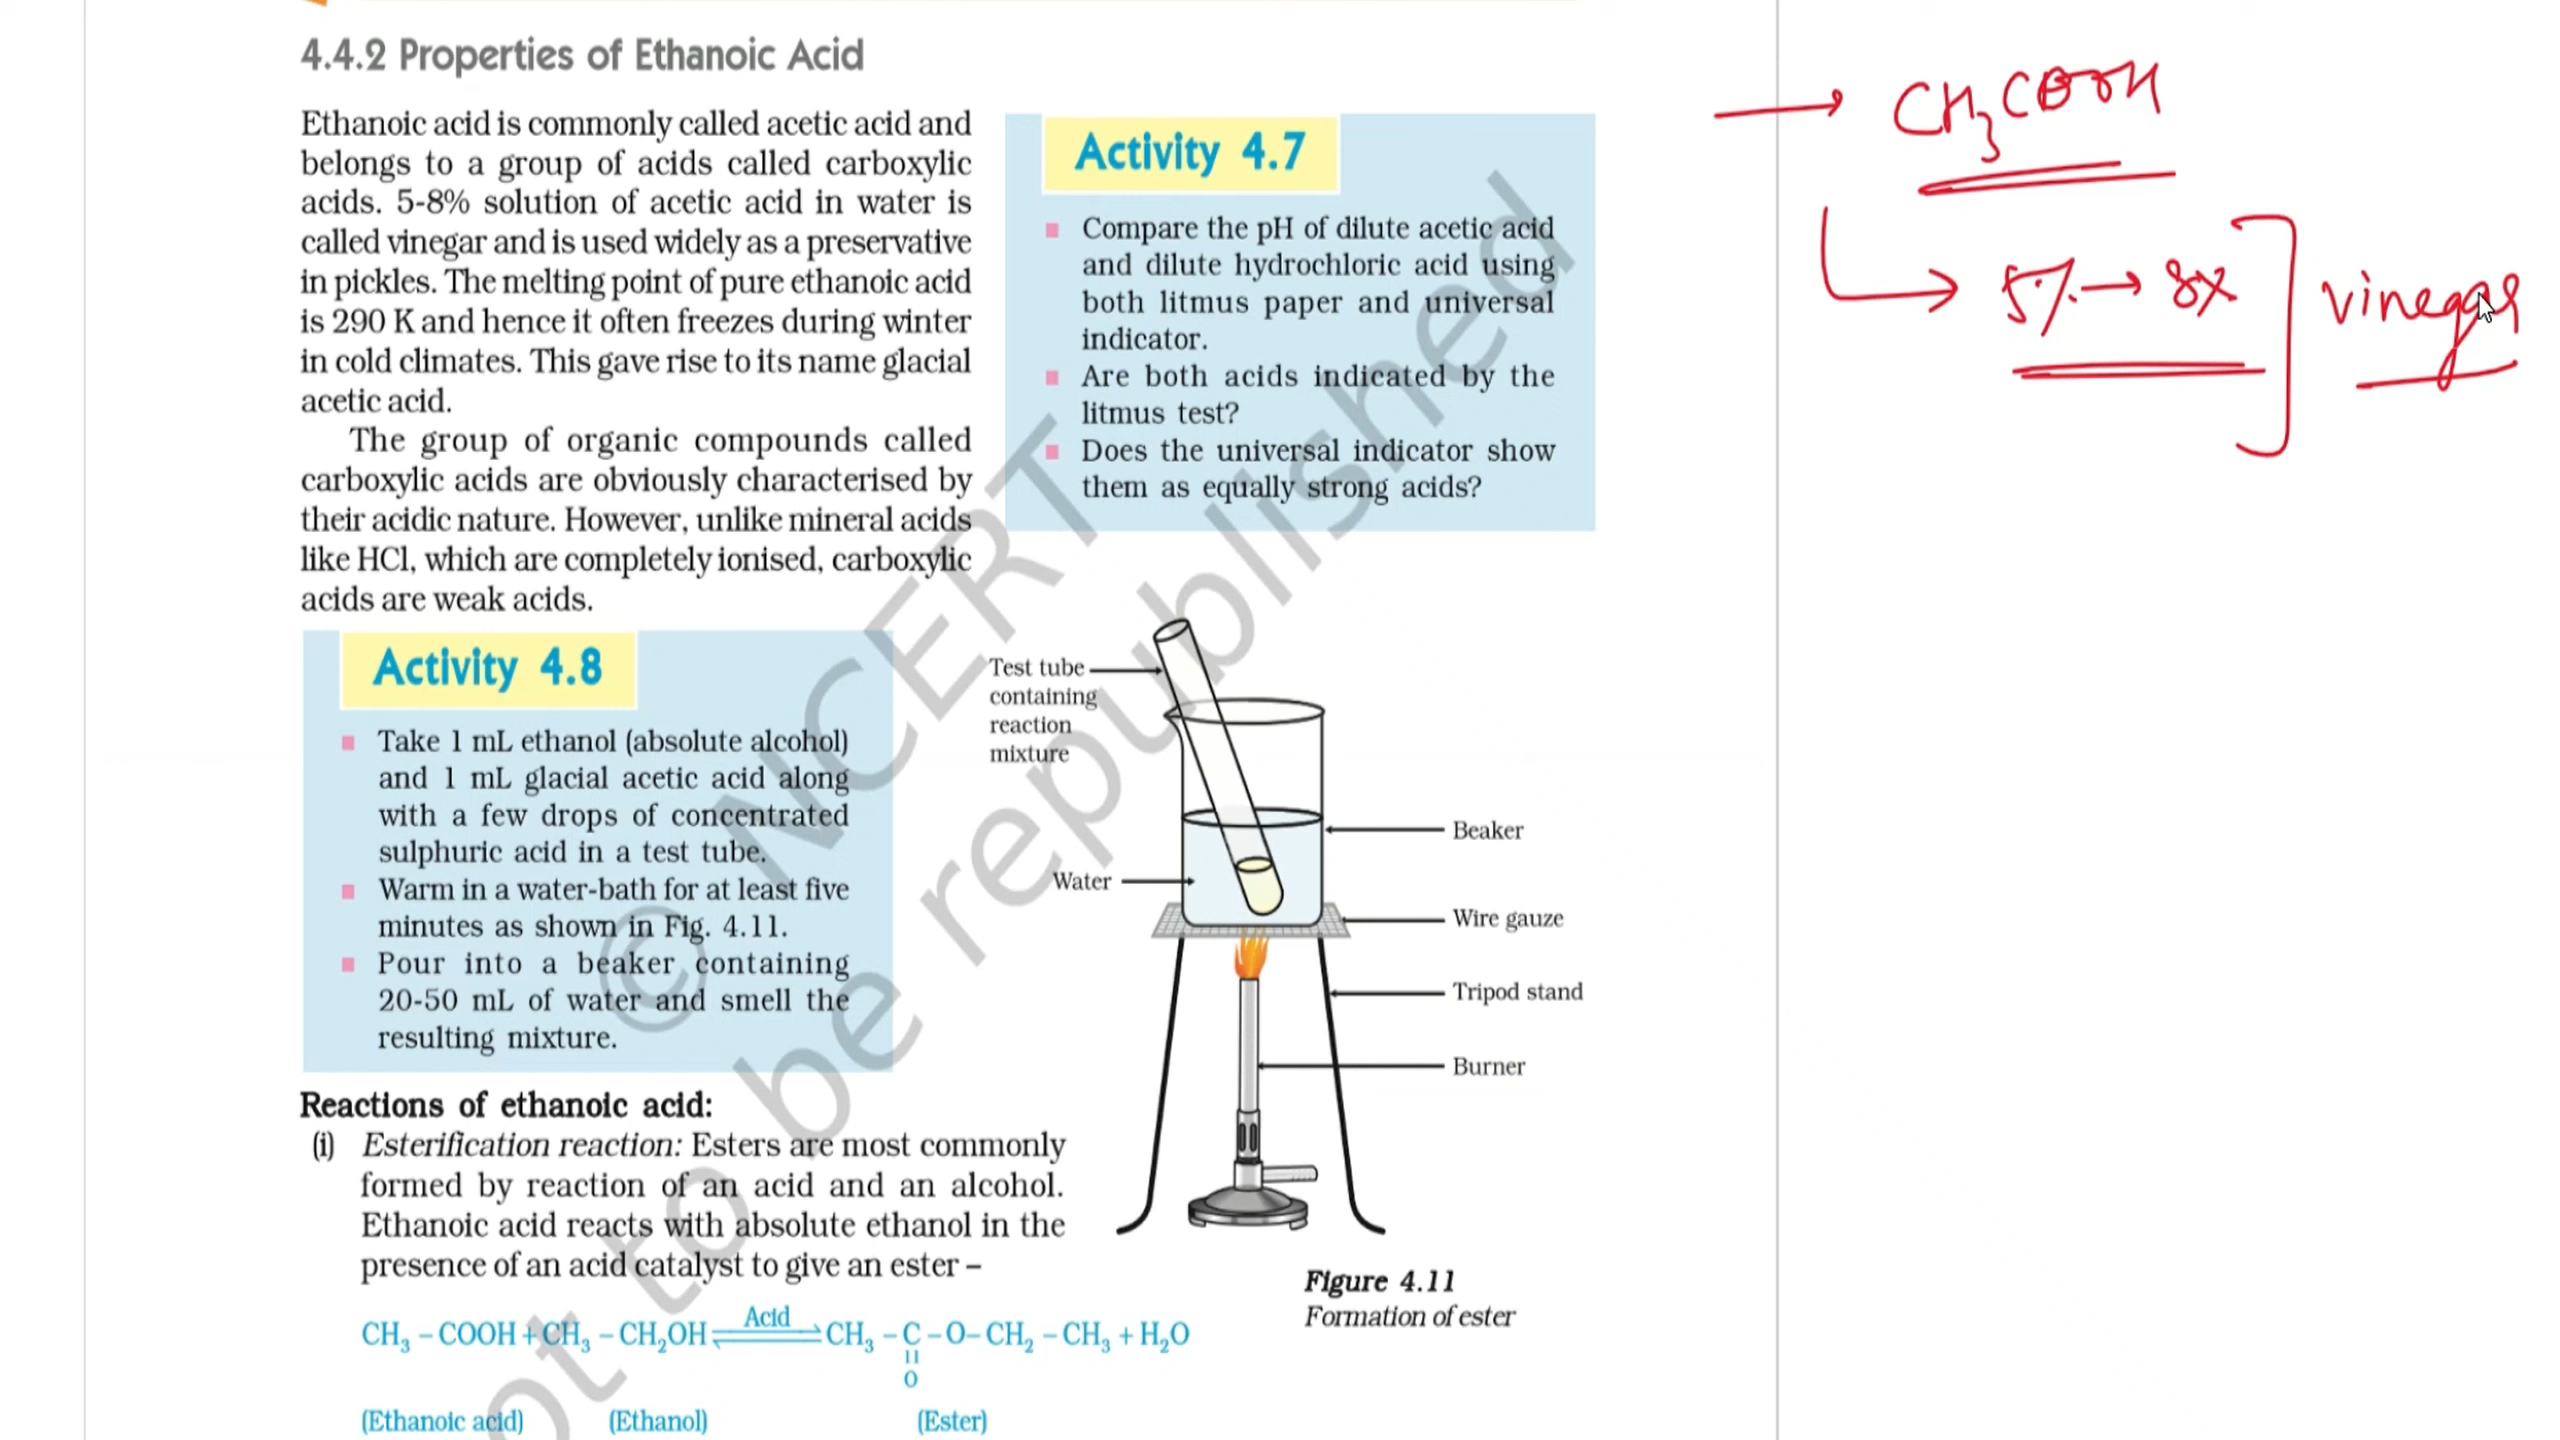 4.4.2 Properties of Ethanoic Acid
Ethanoic acid is commonly called acetic acid and
belongs to a group of acids called carboxylic
acids. 5-8% solution of acetic acid in water is
called vinegar and is used widely as a preservative
in pickles. The melting point of pure ethanoic acid
is 290 K and hence it often freezes during winter
in cold climates. This gave rise to its name glacial
acetic acid.
The group of organic compounds called
carboxylic acids are obviously characterised by
their acidic nature. However, unlike mineral acids
like HCl, which are completely ionised, carboxylic
acids are weak acids.
Activity 4.7
Compare the pH of dilute acetic acid
and dilute hydrochloric acid using
both litmus paper and universal
indicator.
Are both acids indicated by the
litmus test?
Does the universal indicator show
them as equally strong acids?
→ CH₃COOH
→ 5% → 8%
vinegar
Activity 4.8
Take 1 mL ethanol (absolute alcohol)
and 1 mL glacial acetic acid along
with a few drops of concentrated
sulphuric acid in a test tube.
Warm in a water-bath for at least five
minutes as shown in Fig. 4.11.
Pour into a beaker containing
20-50 mL of water and smell the
resulting mixture.
Test tube
containing
reaction
mixture
Beaker
Water
Wire gauze
Tripod stand
Burner
Figure 4.11
Formation of ester
Reactions of ethanoic acid:
(i) Esterification reaction: Esters are most commonly
formed by reaction of an acid and an alcohol.
Ethanoic acid reacts with absolute ethanol in the
presence of an acid catalyst to give an ester –
Acid
CH₃ – COOH + CH₃ – CH₂OH ⇌ CH₃ – C – O – CH₂ – CH₃ + H₂O
||
O
(Ethanoic acid) (Ethanol) (Ester)
© NCERT
not to be republished